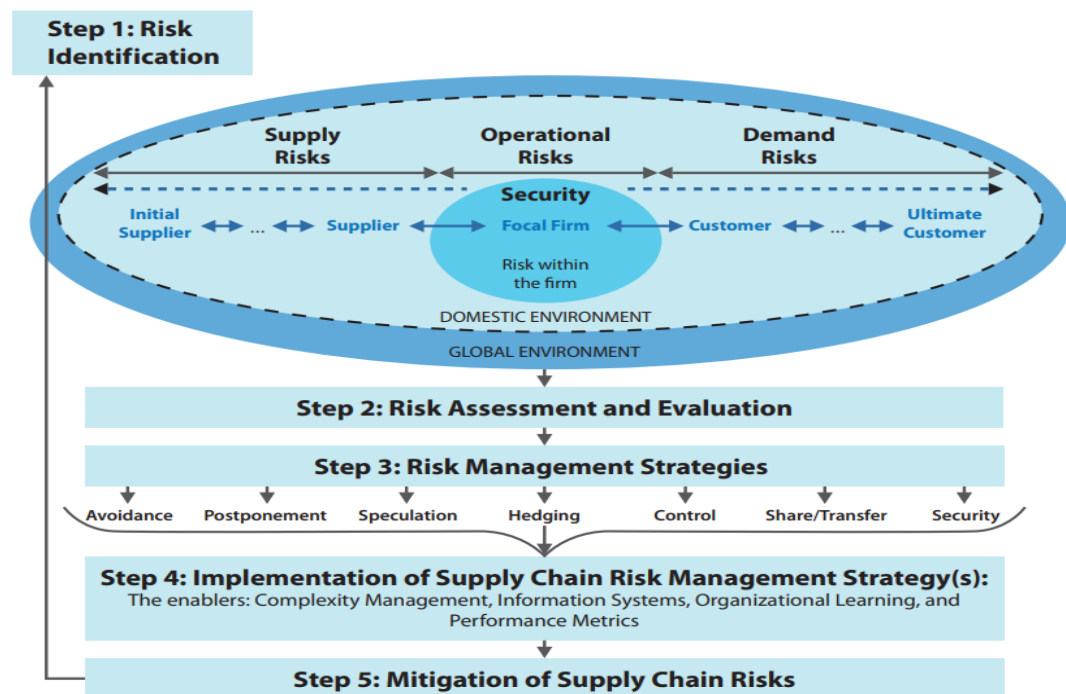 Step 1: Risk
Identification
Supply
Risks
Operational
Risks
Demand
Risks
Security
Initial
Supplier
...
Supplier
Focal Firm
Customer
...
Ultimate
Customer
Risk within
the firm
DOMESTIC ENVIRONMENT
GLOBAL ENVIRONMENT
Step 2: Risk Assessment and Evaluation
Step 3: Risk Management Strategies
Avoidance
Postponement
Speculation
Hedging
Control
Share/Transfer
Security
Step 4: Implementation of Supply Chain Risk Management Strategy(s):
The enablers: Complexity Management, Information Systems, Organizational Learning, and
Performance Metrics
Step 5: Mitigation of Supply Chain Risks